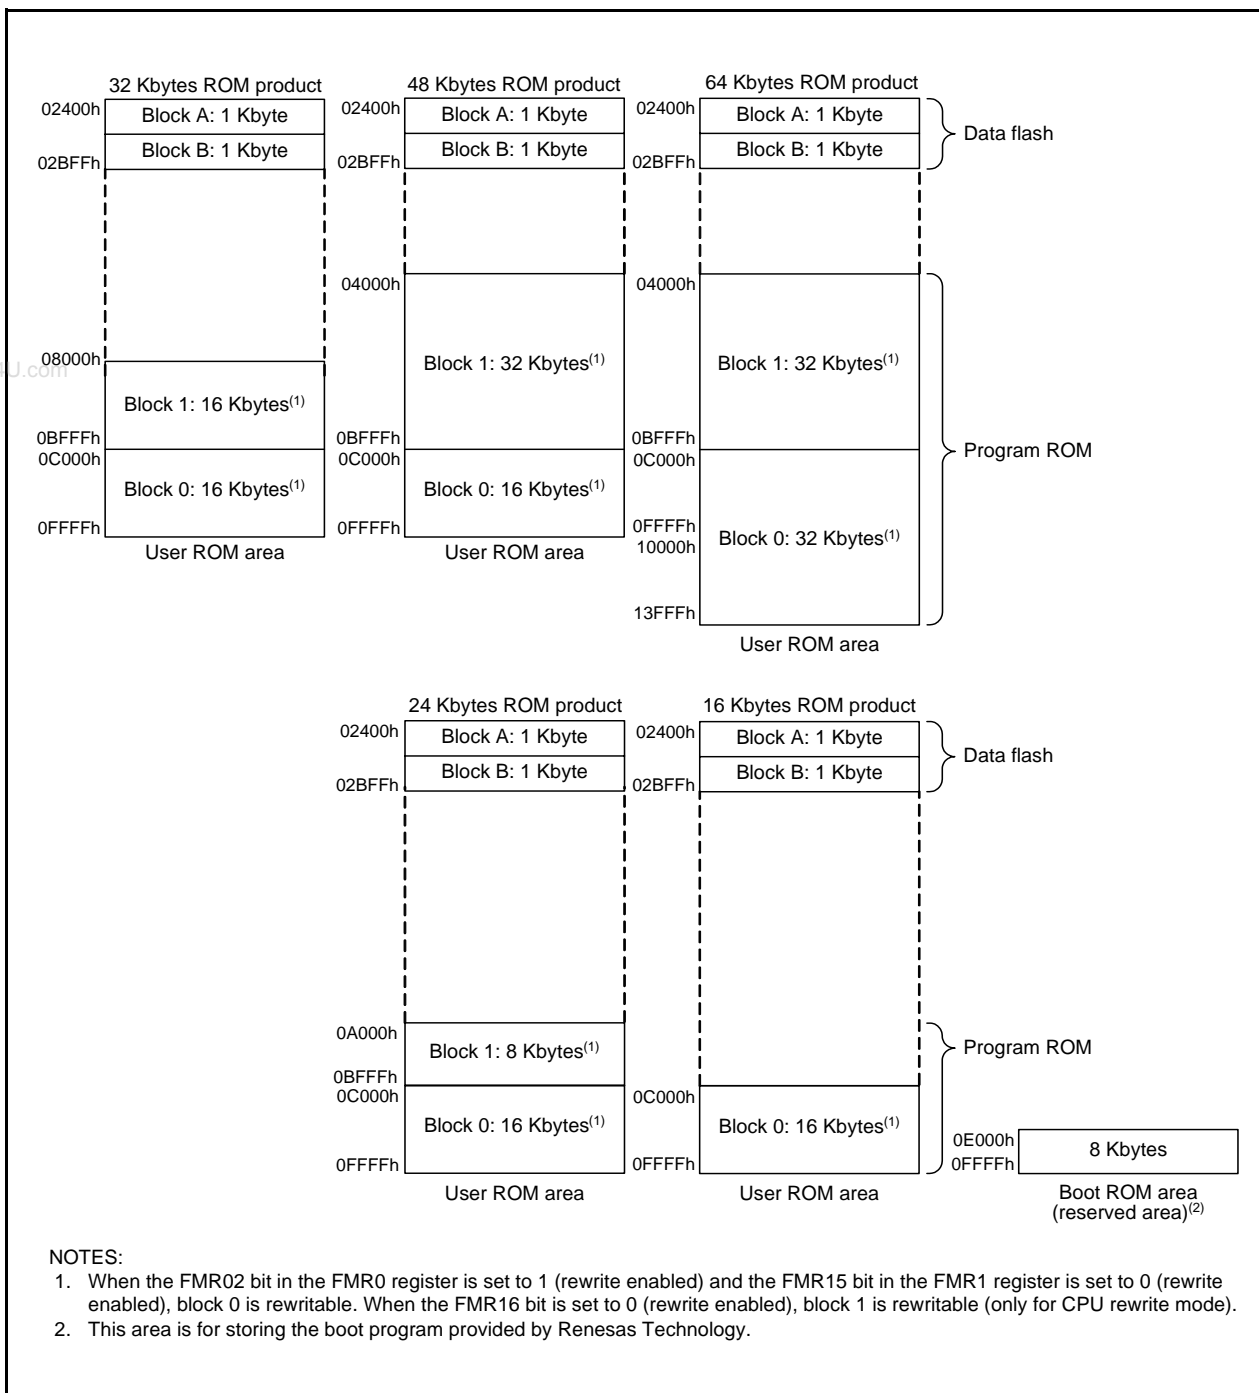 32 Kbytes ROM product
02400h
Block A: 1 Kbyte
Block B: 1 Kbyte
02BFFh
08000h
Block 1: 16 Kbytes(1)
0BFFFh
0C000h
Block 0: 16 Kbytes(1)
0FFFFh
User ROM area
48 Kbytes ROM product
02400h
Block A: 1 Kbyte
Block B: 1 Kbyte
02BFFh
04000h
Block 1: 32 Kbytes(1)
0BFFFh
0C000h
Block 0: 16 Kbytes(1)
0FFFFh
User ROM area
64 Kbytes ROM product
02400h
Block A: 1 Kbyte
Block B: 1 Kbyte
02BFFh
Data flash
04000h
Block 1: 32 Kbytes(1)
0BFFFh
0C000h
Program ROM
0FFFFh
10000h
Block 0: 32 Kbytes(1)
13FFFh
User ROM area
4U.com
24 Kbytes ROM product
02400h
Block A: 1 Kbyte
Block B: 1 Kbyte
02BFFh
0A000h
Block 1: 8 Kbytes(1)
0BFFFh
0C000h
Block 0: 16 Kbytes(1)
0FFFFh
User ROM area
16 Kbytes ROM product
02400h
Block A: 1 Kbyte
Block B: 1 Kbyte
02BFFh
Data flash
Program ROM
0C000h
Block 0: 16 Kbytes(1)
0FFFFh
User ROM area
0E000h
8 Kbytes
0FFFFh
Boot ROM area
(reserved area)(2)
NOTES:
1. When the FMR02 bit in the FMR0 register is set to 1 (rewrite enabled) and the FMR15 bit in the FMR1 register is set to 0 (rewrite
enabled), block 0 is rewritable. When the FMR16 bit is set to 0 (rewrite enabled), block 1 is rewritable (only for CPU rewrite mode).
2. This area is for storing the boot program provided by Renesas Technology.